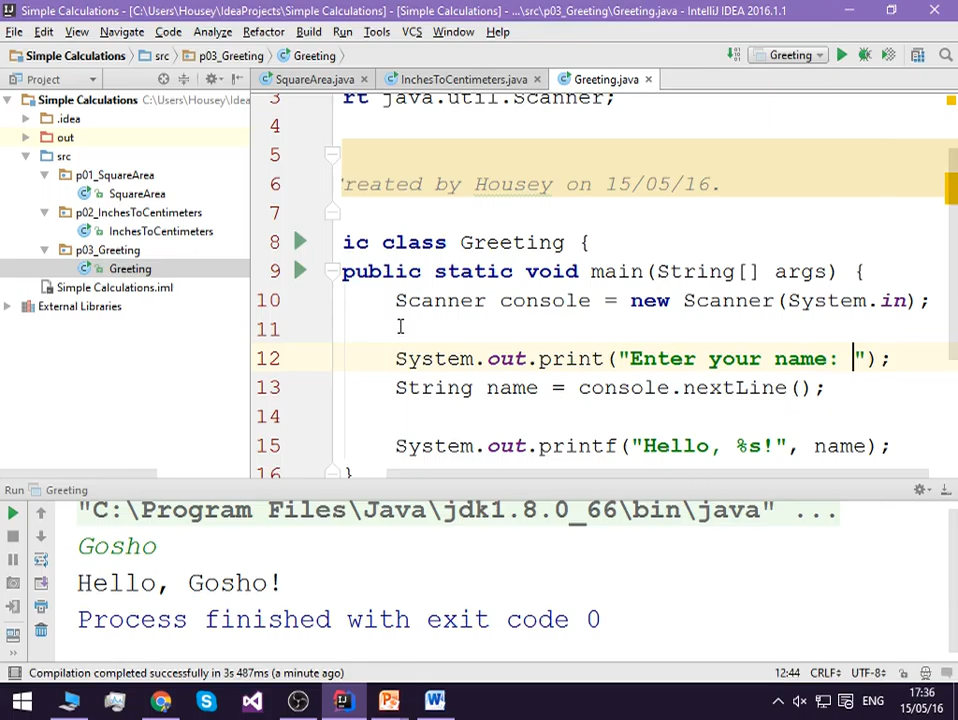 Simple Calculations - [C:\Users\Housey\IdeaProjects\Simple Calculations] - [Simple Calculations] - ...\src\p03_Greeting\Greeting.java - IntelliJ IDEA 2016.1.1
File Edit View Navigate Code Analyze Refactor Build Run Tools VCS Window Help
Simple Calculations src p03_Greeting Greeting Greeting
Project SquareArea.java InchesToCentimeters.java Greeting.java
Simple Calculations C:\Users\Housey\Idea
.idea
out
src
p01_SquareArea
SquareArea
p02_InchesToCentimeters
InchesToCentimeters
p03_Greeting
Greeting
Simple Calculations.iml
External Libraries
3 rt java.util.Scanner;
4
5
6 reated by Housey on 15/05/16.
7
8 ic class Greeting {
9 public static void main(String[] args) {
10 Scanner console = new Scanner(System.in);
11
12 System.out.print("Enter your name: ");
13 String name = console.nextLine();
14
15 System.out.printf("Hello, %s!", name);
16 }
Run Greeting
"C:\Program Files\Java\jdk1.8.0_66\bin\java" ...
Gosho
Hello, Gosho!
Process finished with exit code 0
Compilation completed successfully in 3s 487ms (a minute ago) 12:44 CRLF UTF-8
ENG 17:36
15/05/16